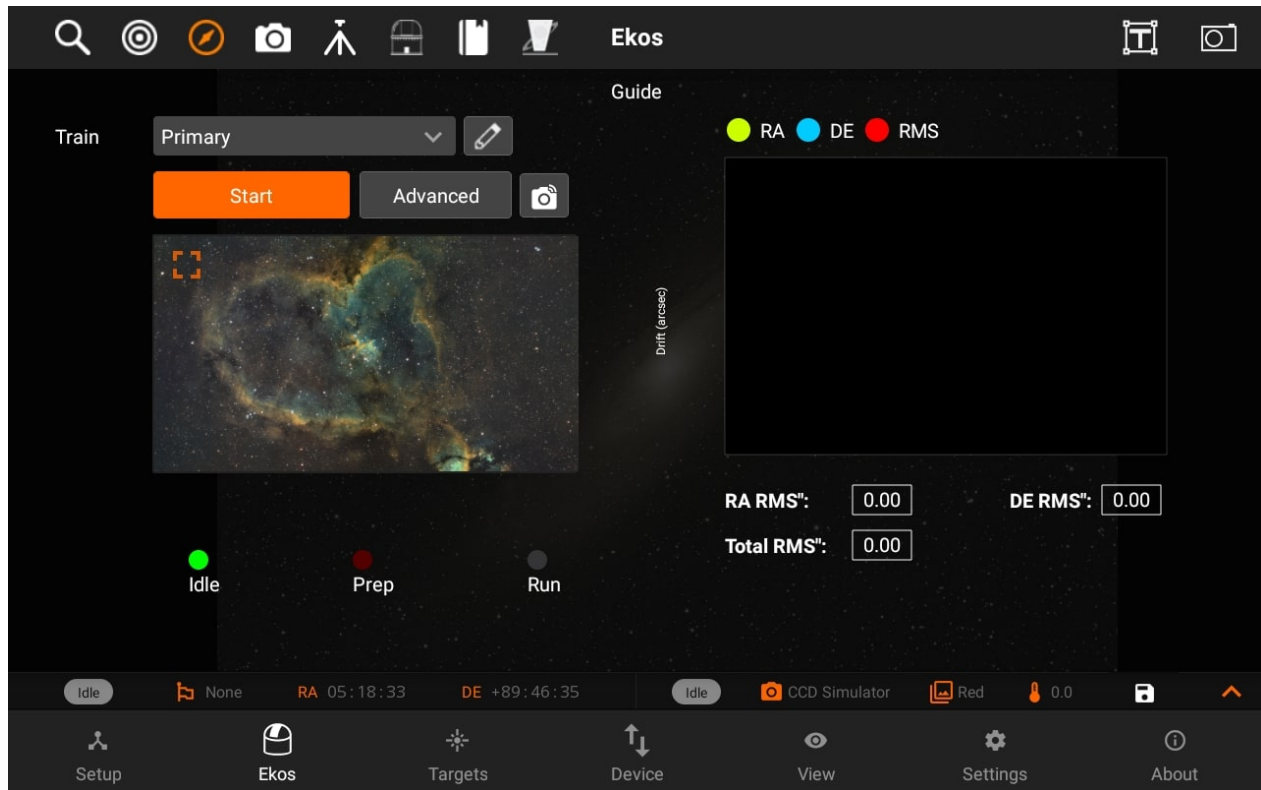 Ekos
Guide
Train Primary
Start Advanced
RA DE RMS
Drift (arcsec)
RA RMS": 0.00 DE RMS": 0.00
Total RMS": 0.00
Idle Prep Run
Idle None RA 05:18:33 DE +89:46:35 Idle CCD Simulator Red 0.0
Setup Ekos Targets Device View Settings About